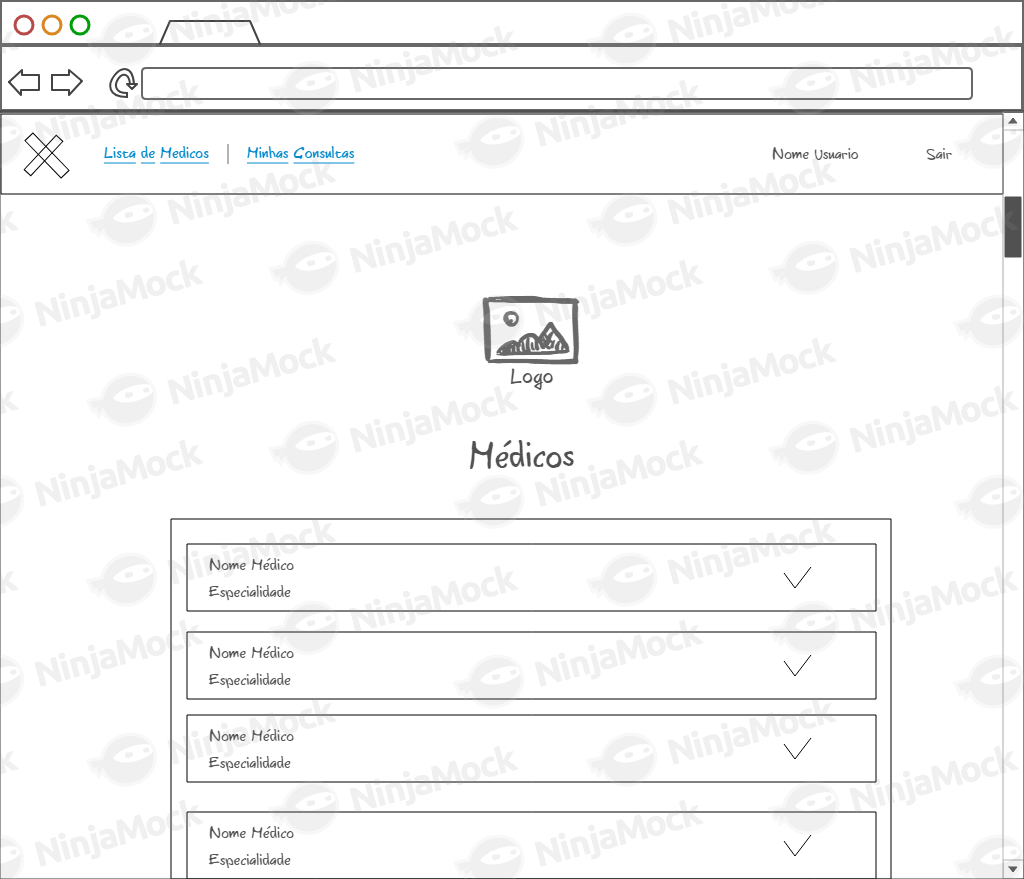 Lista de Medicos | Minhas Consultas
Nome Usuario
Sair
Logo
Médicos
Nome Médico
Especialidade
Nome Médico
Especialidade
Nome Médico
Especialidade
Nome Médico
Especialidade
NinjaMock